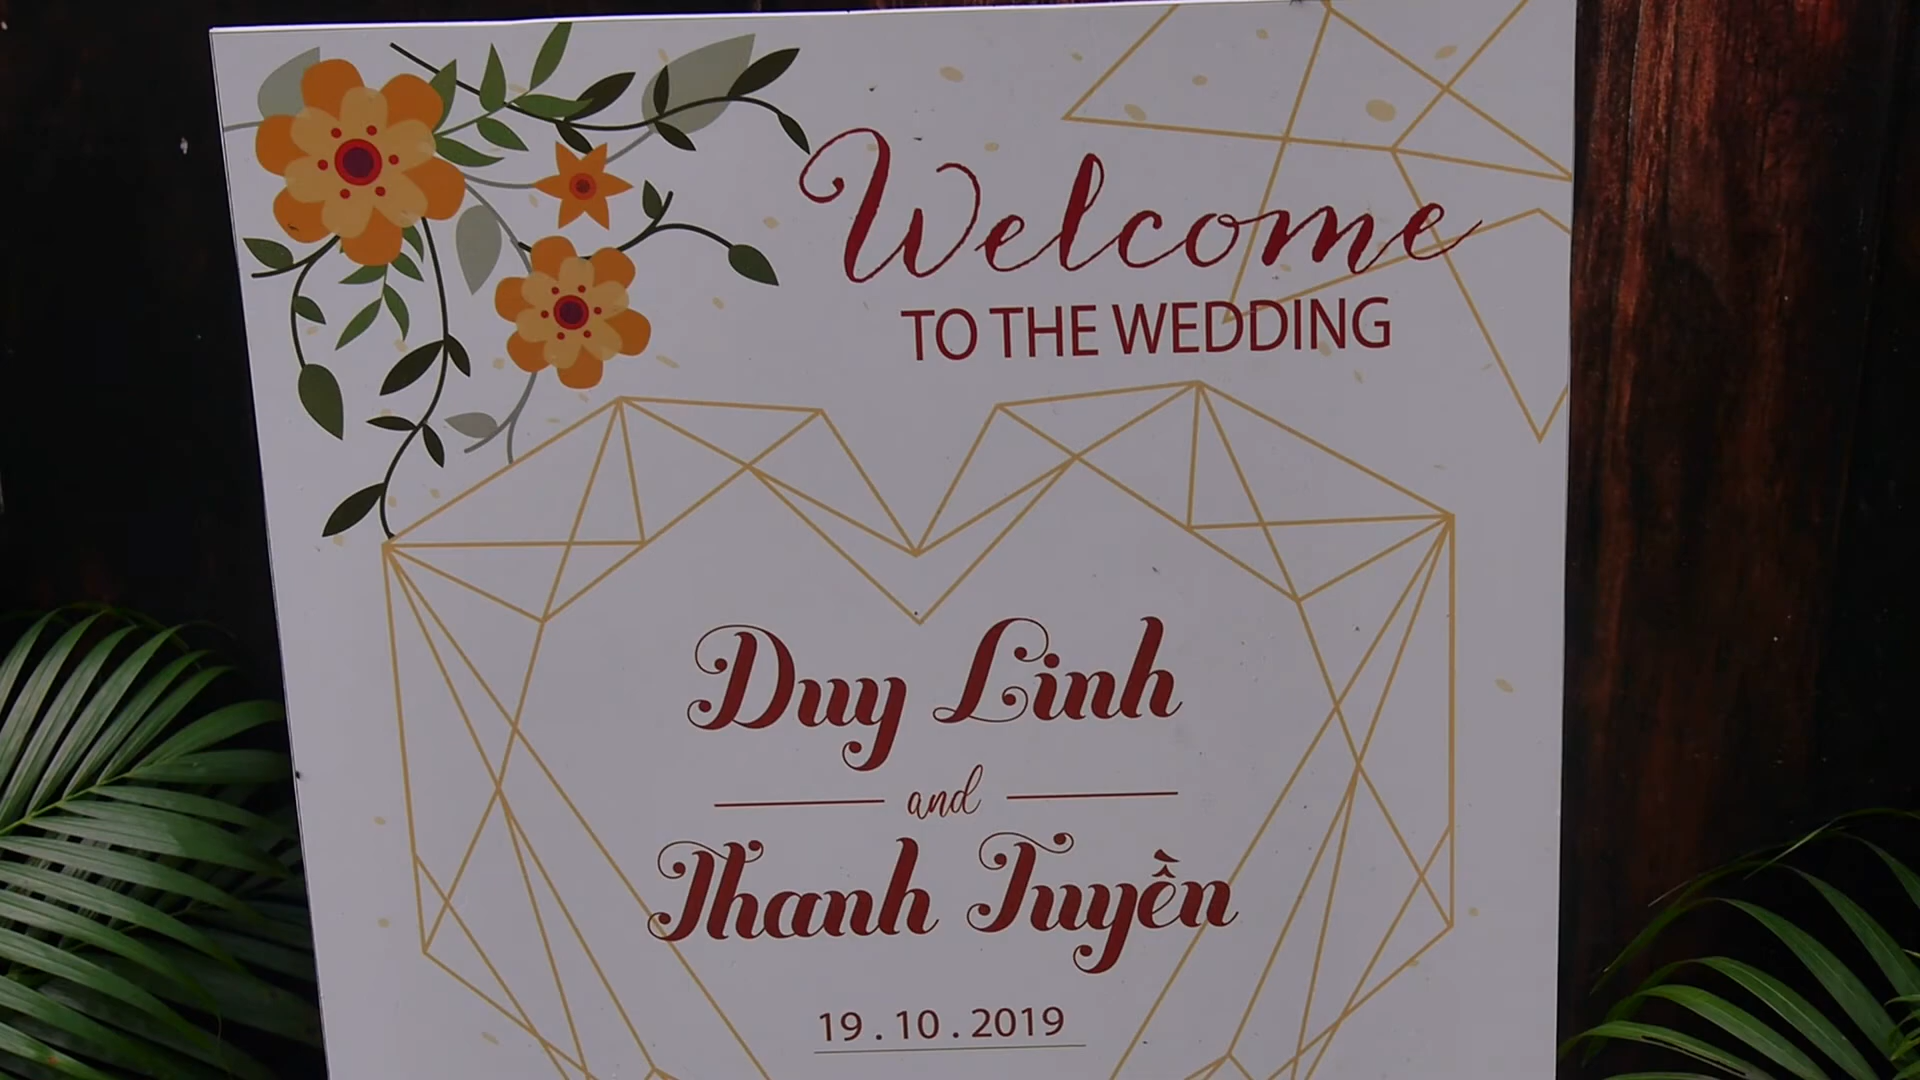 Welcome
TO THE WEDDING
Duy Linh
and
Thanh Tuyền
19.10.2019